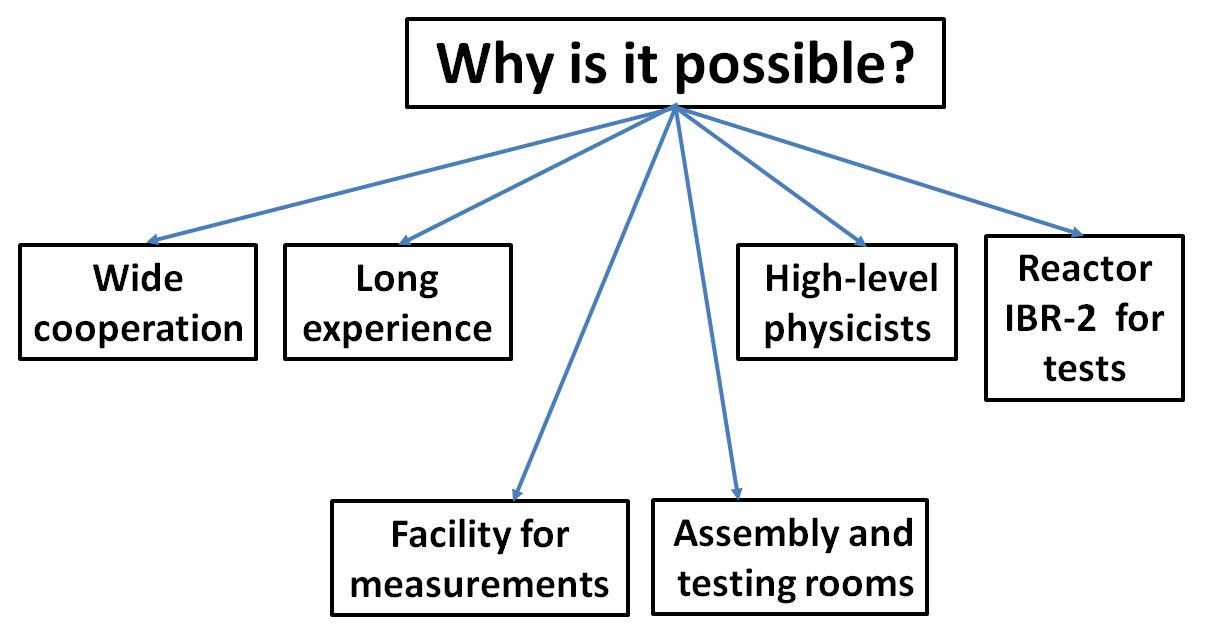 Why is it possible?
Wide
cooperation
Long
experience
High-level
physicists
Reactor
IBR-2 for
tests
Facility for
measurements
Assembly and
testing rooms